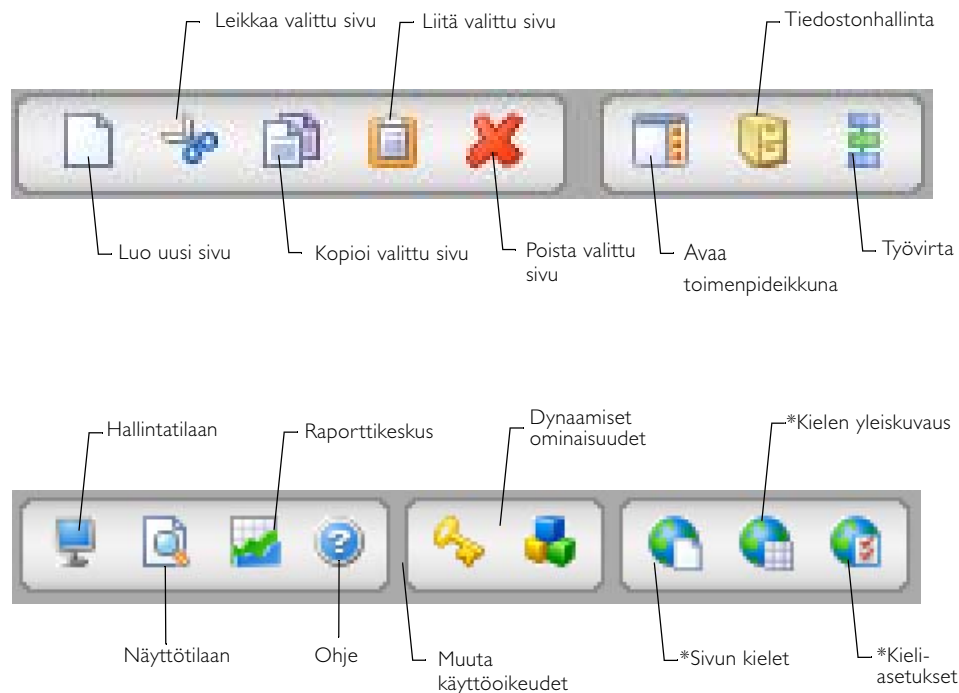 Leikkaa valittu sivu
Liitä valittu sivu
Tiedostonhallinta
Luo uusi sivu
Kopioi valittu sivu
Poista valittu
sivu
Avaa
toimenpideikkuna
Työvirta
Hallintatilaan
Raporttikeskus
Dynaamiset
ominaisuudet
*Kielen yleiskuvaus
Näyttötilaan
Ohje
Muuta
käyttöoikeudet
*Sivun kielet
*Kieli-
asetukset